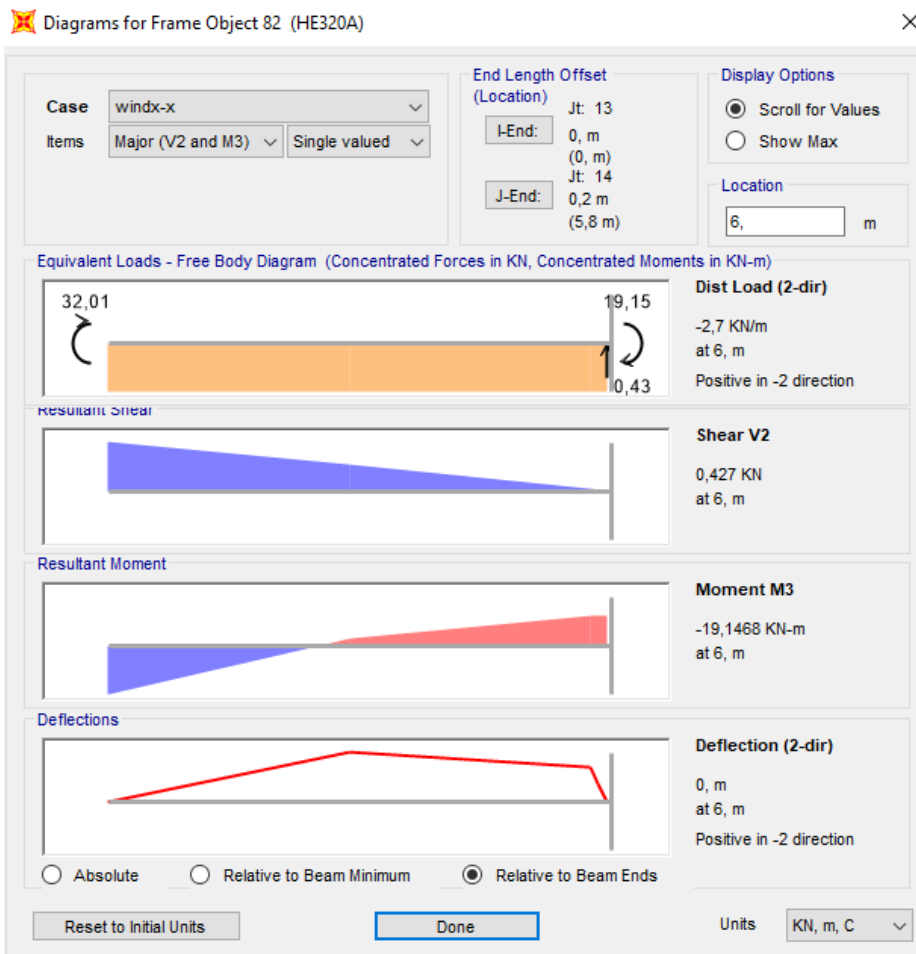 Diagrams for Frame Object 82 (HE320A)
Case windx-x
Items Major (V2 and M3) Single valued
End Length Offset
(Location)
I-End:
Jt: 13
0, m
(0, m)
J-End:
Jt: 14
0,2 m
(5,8 m)
Display Options
Scroll for Values
Show Max
Location
6, m
Equivalent Loads - Free Body Diagram (Concentrated Forces in KN, Concentrated Moments in KN-m)
32,01
19,15
0,43
Dist Load (2-dir)
-2,7 KN/m
at 6, m
Positive in -2 direction
Resultant Shear
Shear V2
0,427 KN
at 6, m
Resultant Moment
Moment M3
-19,1468 KN-m
at 6, m
Deflections
Deflection (2-dir)
0, m
at 6, m
Positive in -2 direction
Absolute Relative to Beam Minimum Relative to Beam Ends
Reset to Initial Units Done Units KN, m, C